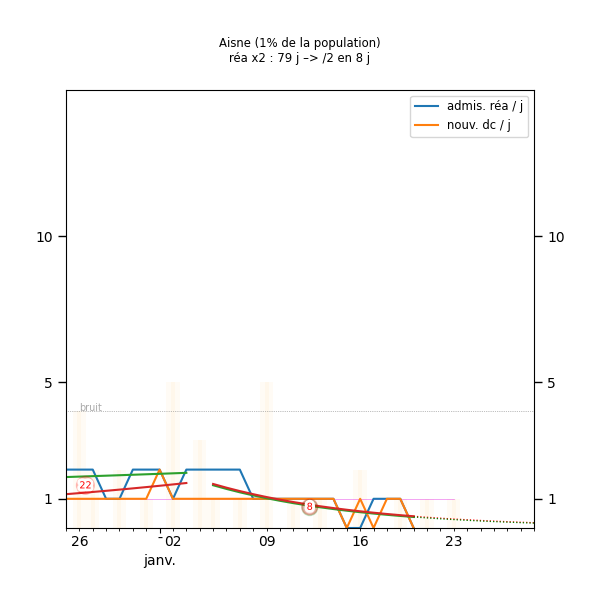 Aisne (1% de la population)
réa x2 : 79 j –> /2 en 8 j
admis. réa / j
nouv. dc / j
10 10
5 5
bruit
22
1 8 1
26 02 09 16 23
janv.